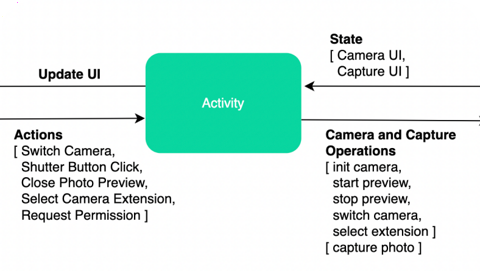 State
[ Camera UI,
Capture UI ]
Update UI
Activity
Actions
[ Switch Camera,
Shutter Button Click,
Close Photo Preview,
Select Camera Extension,
Request Permission ]
Camera and Capture
Operations
[ init camera,
start preview,
stop preview,
switch camera,
select extension ]
[ capture photo ]